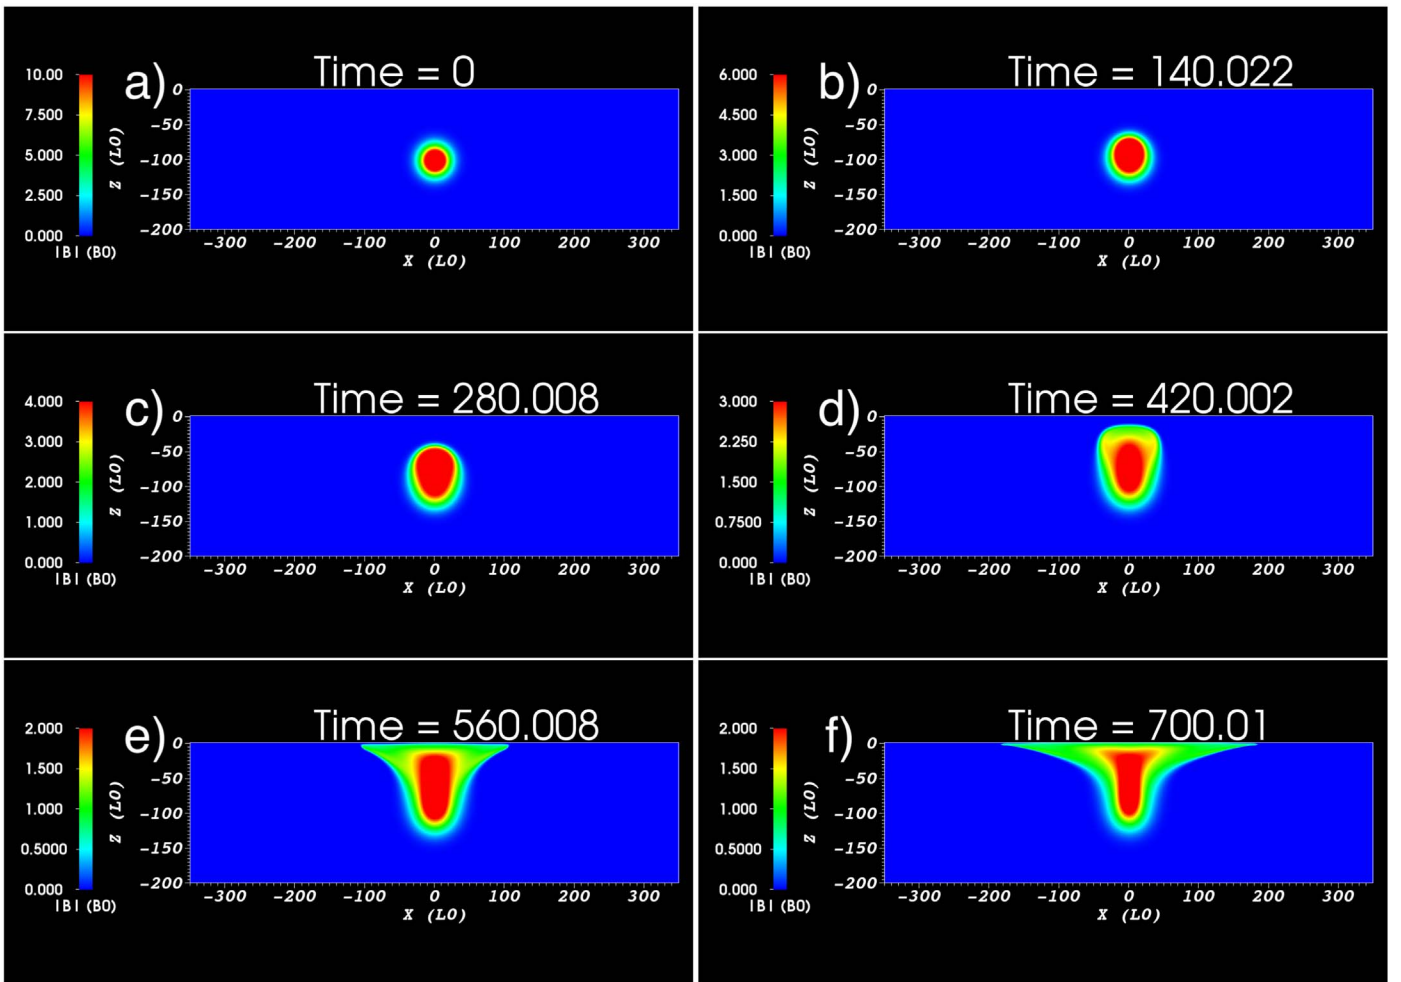 a) Time = 0
10.00
7.500
5.000
2.500
0.000
|B| (B0)
Z (L0)
0
-50
-100
-150
-200
-300 -200 -100 0 100 200 300
X (L0)
b) Time = 140.022
6.000
4.500
3.000
1.500
0.000
|B| (B0)
Z (L0)
0
-50
-100
-150
-200
-300 -200 -100 0 100 200 300
X (L0)
c) Time = 280.008
4.000
3.000
2.000
1.000
0.000
|B| (B0)
Z (L0)
0
-50
-100
-150
-200
-300 -200 -100 0 100 200 300
X (L0)
d) Time = 420.002
3.000
2.250
1.500
0.7500
0.000
|B| (B0)
Z (L0)
0
-50
-100
-150
-200
-300 -200 -100 0 100 200 300
X (L0)
e) Time = 560.008
2.000
1.500
1.000
0.5000
0.000
|B| (B0)
Z (L0)
0
-50
-100
-150
-200
-300 -200 -100 0 100 200 300
X (L0)
f) Time = 700.01
2.000
1.500
1.000
0.5000
0.000
|B| (B0)
Z (L0)
0
-50
-100
-150
-200
-300 -200 -100 0 100 200 300
X (L0)